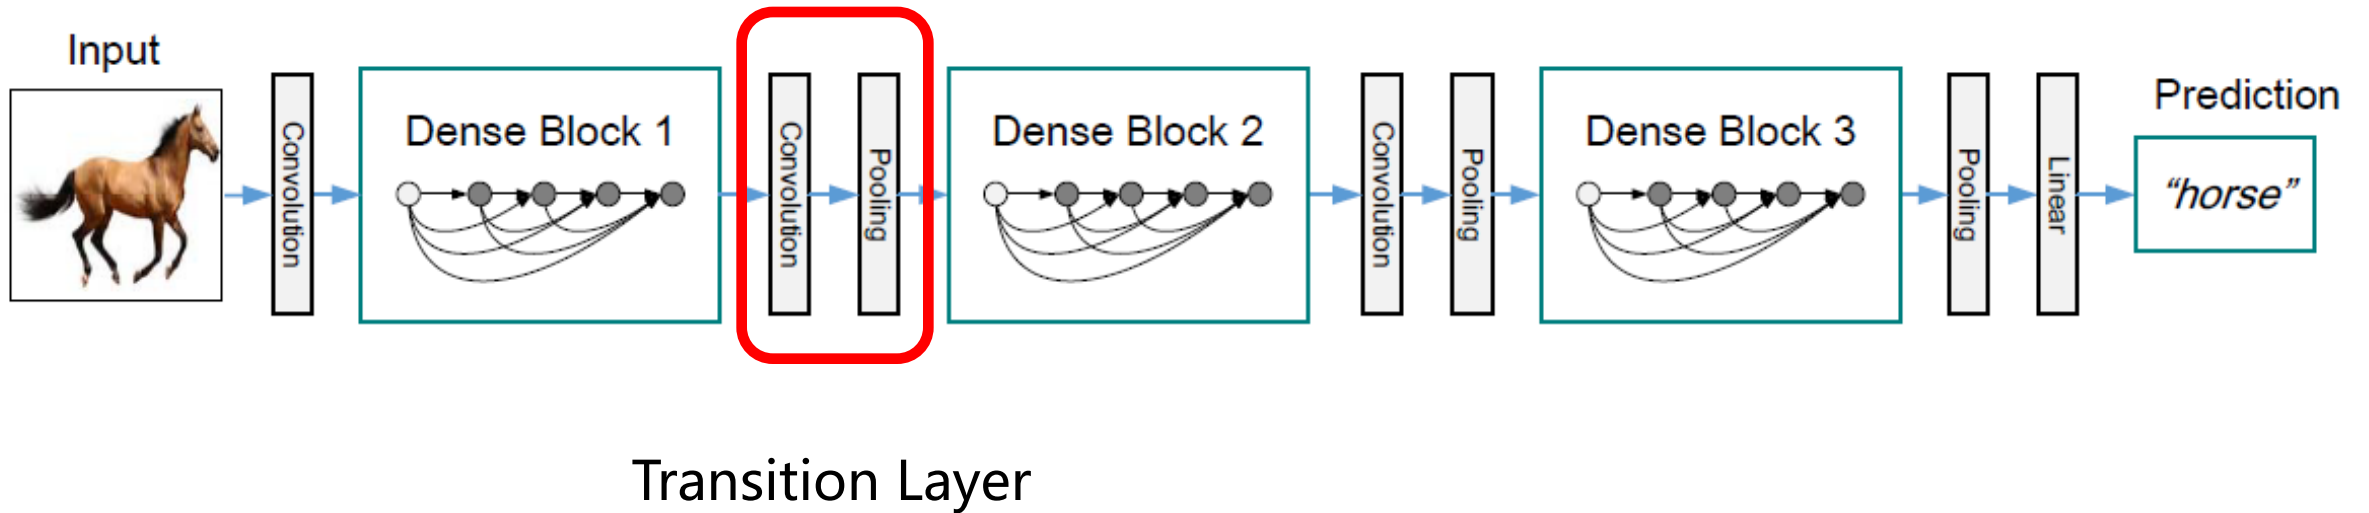 Input
Convolution
Dense Block 1
Convolution
Pooling
Dense Block 2
Convolution
Pooling
Dense Block 3
Pooling
Linear
Prediction
“horse”
Transition Layer